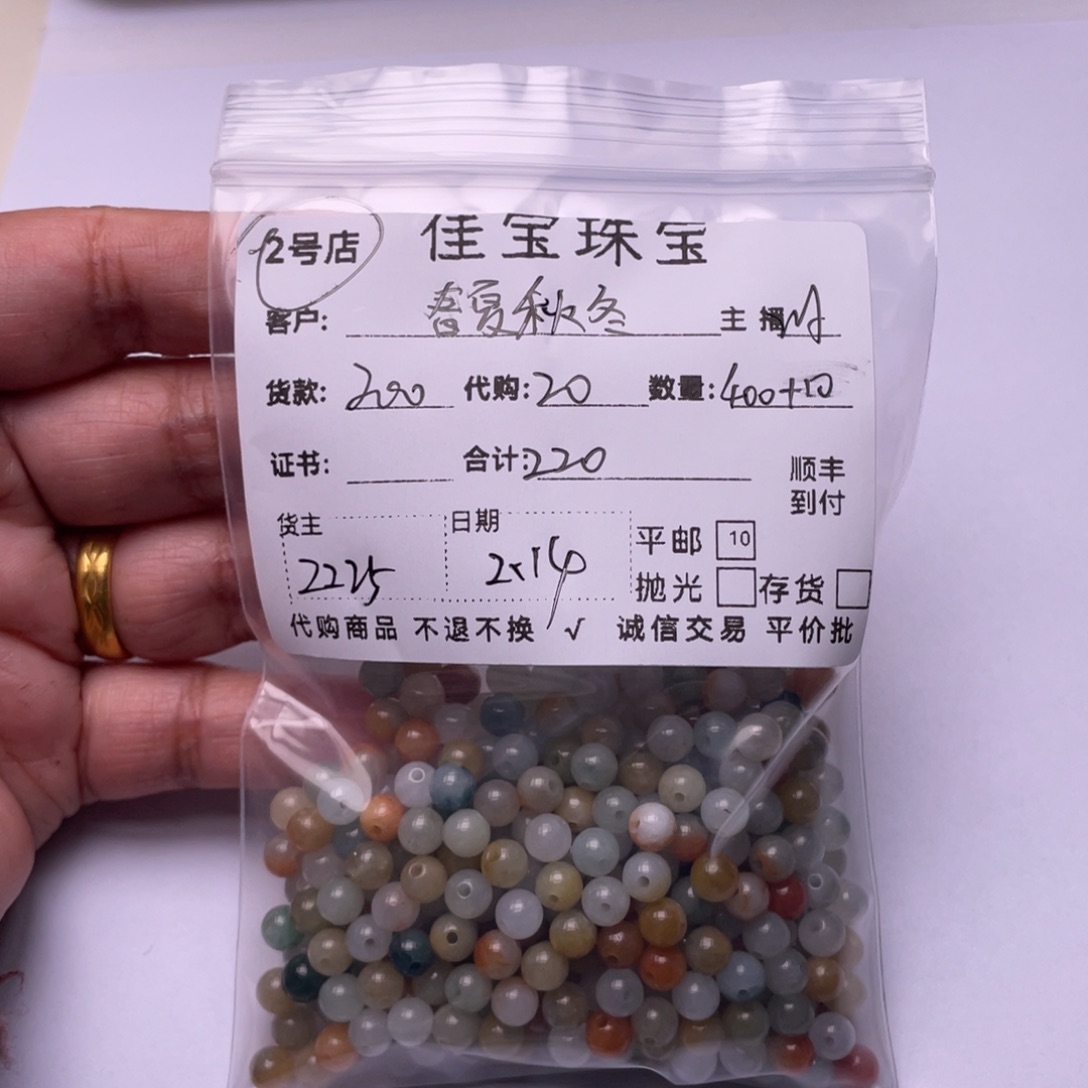 2号店 佳宝珠宝
客户: 春夏秋冬 主播
货款: 200 代购: 20 数量: 400+10
证书: 合计: 220 顺丰
到付
货主 日期 平邮 10
2225 2.14 抛光 存货
代购商品 不退不换 √ 诚信交易 平价批